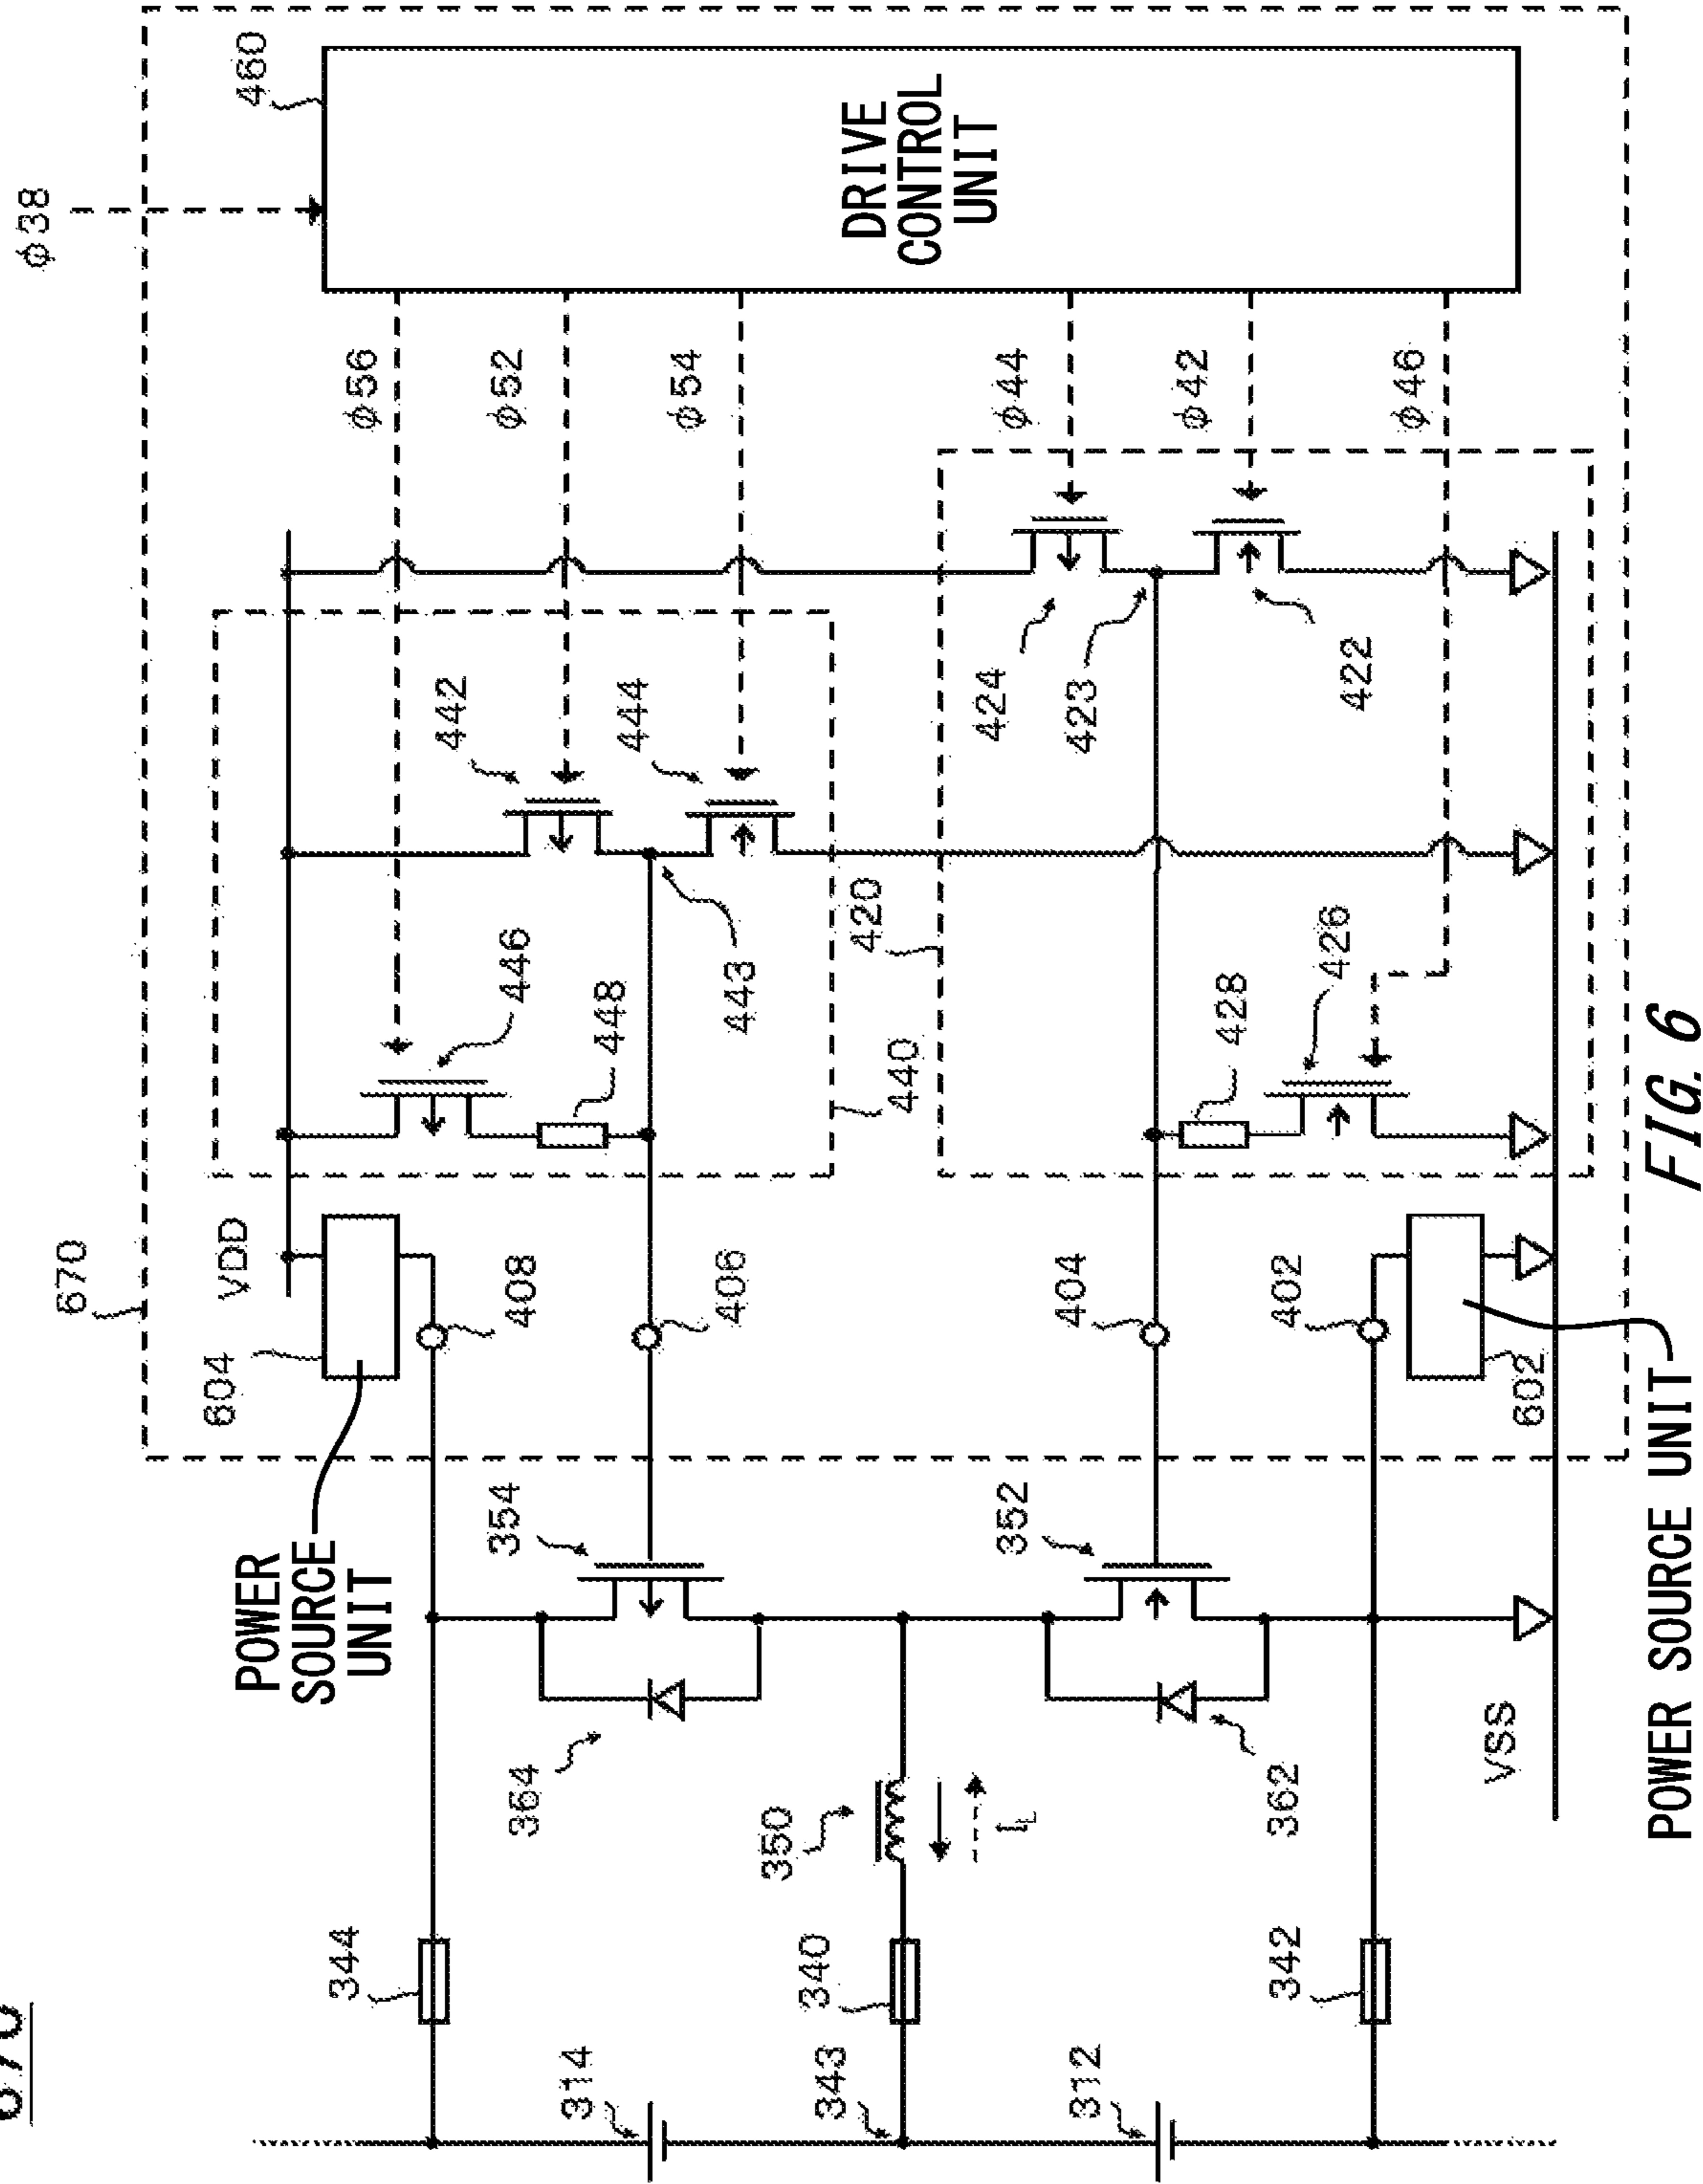 φ38
460
DRIVE
CONTROL
UNIT
φ56
φ52
φ54
φ44
φ42
φ46
442
444
424
423
422
446
448
443
420
440
428
426
670
VDD
604
408
406
404
402
602
POWER
SOURCE
UNIT
354
352
POWER SOURCE UNIT
364
350
I_L
362
VSS
344
340
342
314
343
312
FIG. 6